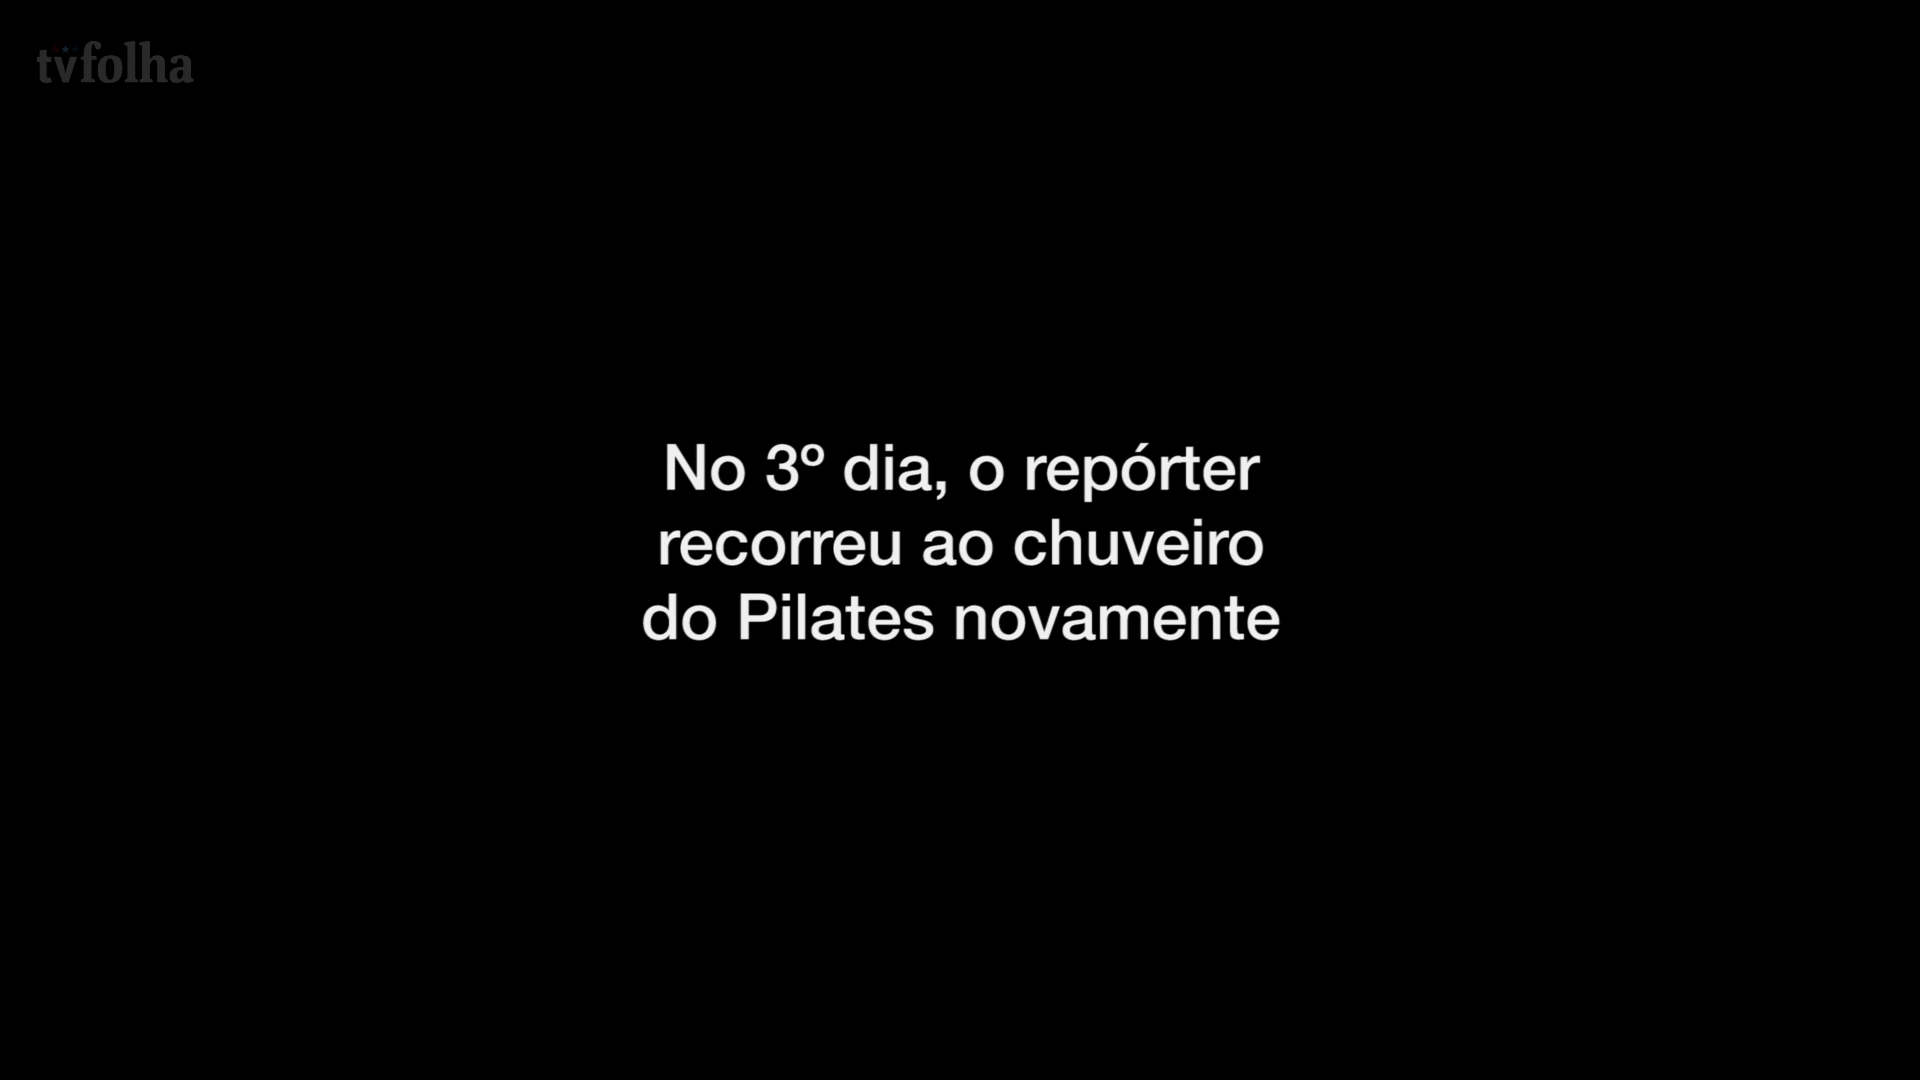 tvfolha
No 3º dia, o repórter
recorreu ao chuveiro
do Pilates novamente